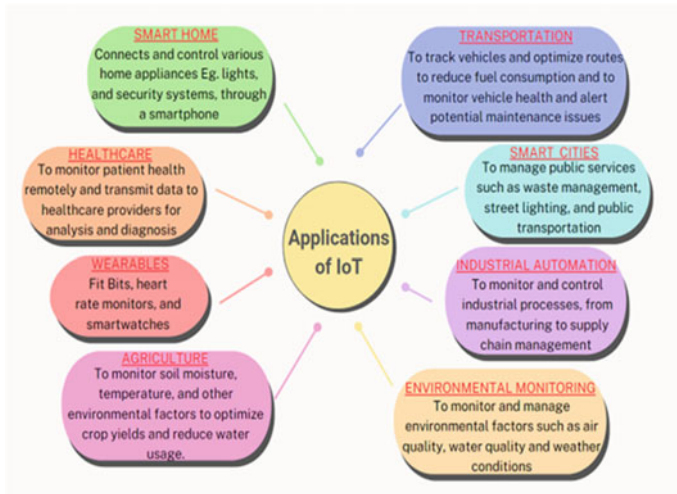 SMART HOME
Connects and control various
home appliances Eg. lights,
and security systems, through
a smartphone
TRANSPORTATION
To track vehicles and optimize routes
to reduce fuel consumption and to
monitor vehicle health and alert
potential maintenance issues
HEALTHCARE
To monitor patient health
remotely and transmit data to
healthcare providers for
analysis and diagnosis
SMART CITIES
To manage public services
such as waste management,
street lighting, and public
transportation
Applications
of IoT
WEARABLES
Fit Bits, heart
rate monitors, and
smartwatches
INDUSTRIAL AUTOMATION
To monitor and control
industrial processes, from
manufacturing to supply
chain management
AGRICULTURE
To monitor soil moisture,
temperature, and other
environmental factors to optimize
crop yields and reduce water
usage.
ENVIRONMENTAL MONITORING
To monitor and manage
environmental factors such as air
quality, water quality and weather
conditions